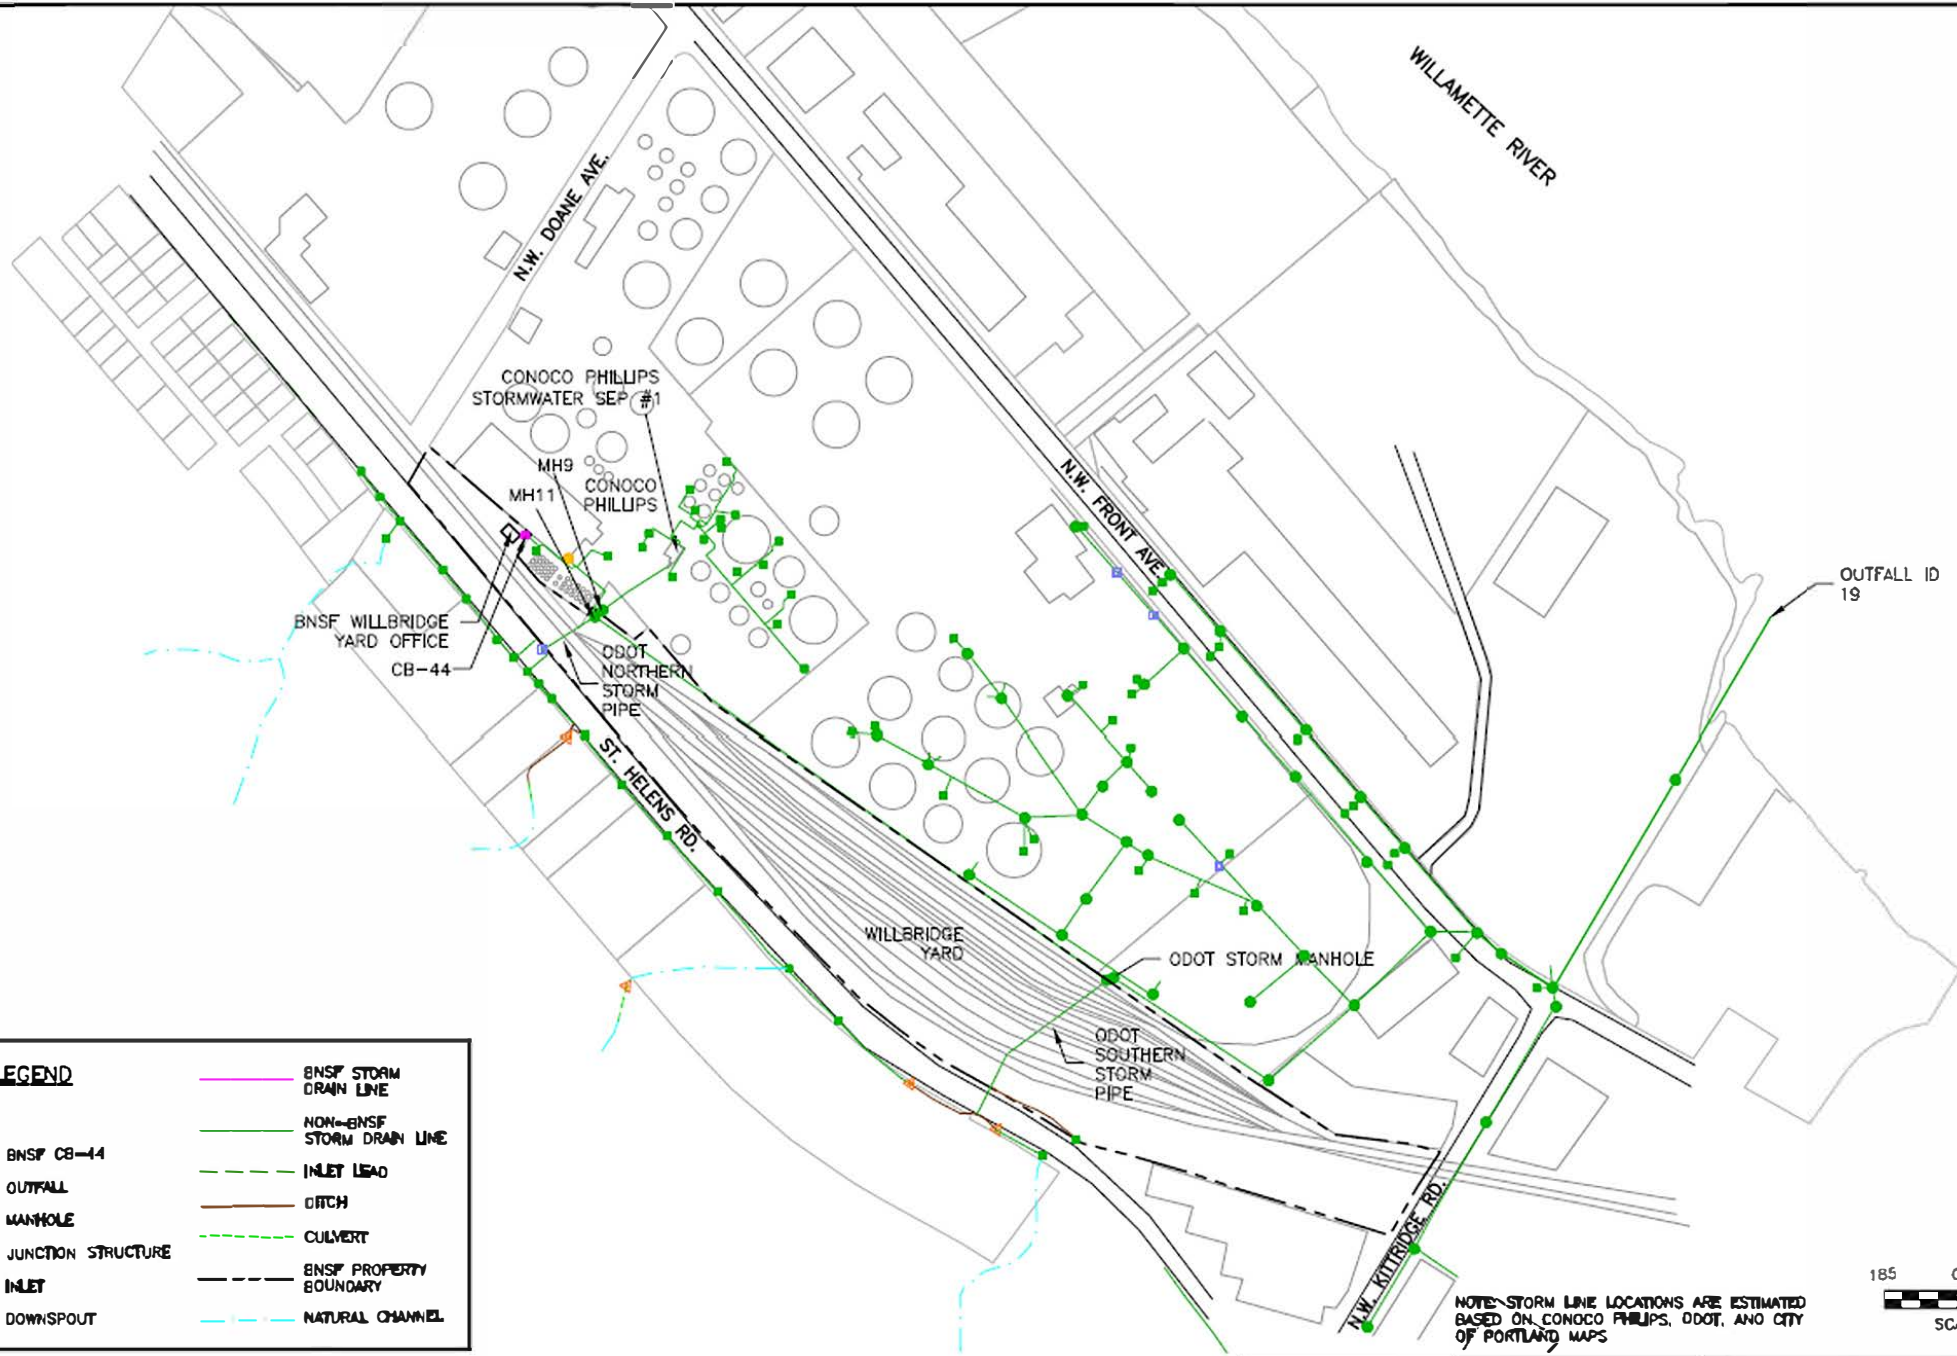 WILLAMETTE RIVER
N.W. DOANE AVE.
CONOCO PHILLIPS
STORMWATER SEP #1
MH9
MH11
CONOCO
PHILLIPS
N.W. FRONT AVE.
OUTFALL ID
19
BNSF WILLBRIDGE
YARD OFFICE
CB-44
ODOT
NORTHERN
STORM
PIPE
ST. HELENS RD.
WILLBRIDGE
YARD
ODOT STORM MANHOLE
ODOT
SOUTHERN
STORM
PIPE
N.W. KITTRIDGE RD.
EGEND
BNSF CB-44
OUTFALL
MANHOLE
JUNCTION STRUCTURE
INLET
DOWNSPOUT
BNSF STORM
DRAIN LINE
NON-BNSF
STORM DRAIN LINE
INLET LEAD
DITCH
CULVERT
BNSF PROPERTY
BOUNDARY
NATURAL CHANNEL
NOTE: STORM LINE LOCATIONS ARE ESTIMATED
BASED ON CONOCO PHILLIPS, ODOT, AND CITY
OF PORTLAND MAPS
185